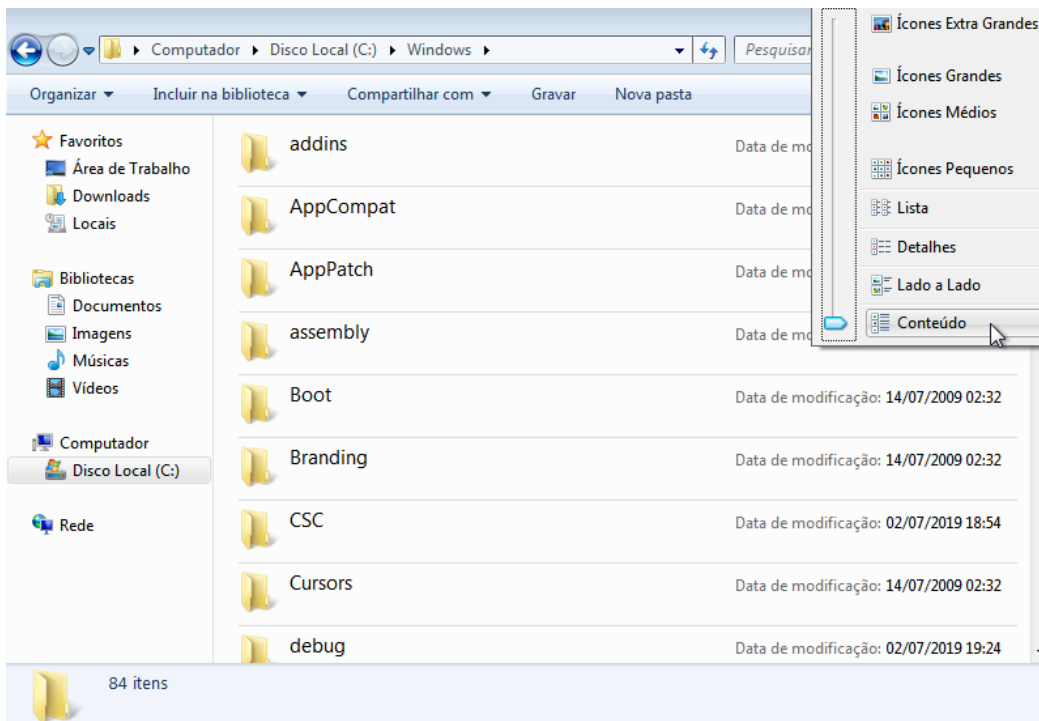 Computador Disco Local (C:) Windows
Pesquisar
Organizar Incluir na biblioteca Compartilhar com Gravar Nova pasta
Favoritos
Área de Trabalho
Downloads
Locais
Bibliotecas
Documentos
Imagens
Músicas
Vídeos
Computador
Disco Local (C:)
Rede
addins Data de mo
AppCompat Data de mo
AppPatch Data de mo
assembly Data de mo
Boot Data de modificação: 14/07/2009 02:32
Branding Data de modificação: 14/07/2009 02:32
CSC Data de modificação: 02/07/2019 18:54
Cursors Data de modificação: 14/07/2009 02:32
debug Data de modificação: 02/07/2019 19:24
Ícones Extra Grandes
Ícones Grandes
Ícones Médios
Ícones Pequenos
Lista
Detalhes
Lado a Lado
Conteúdo
84 itens